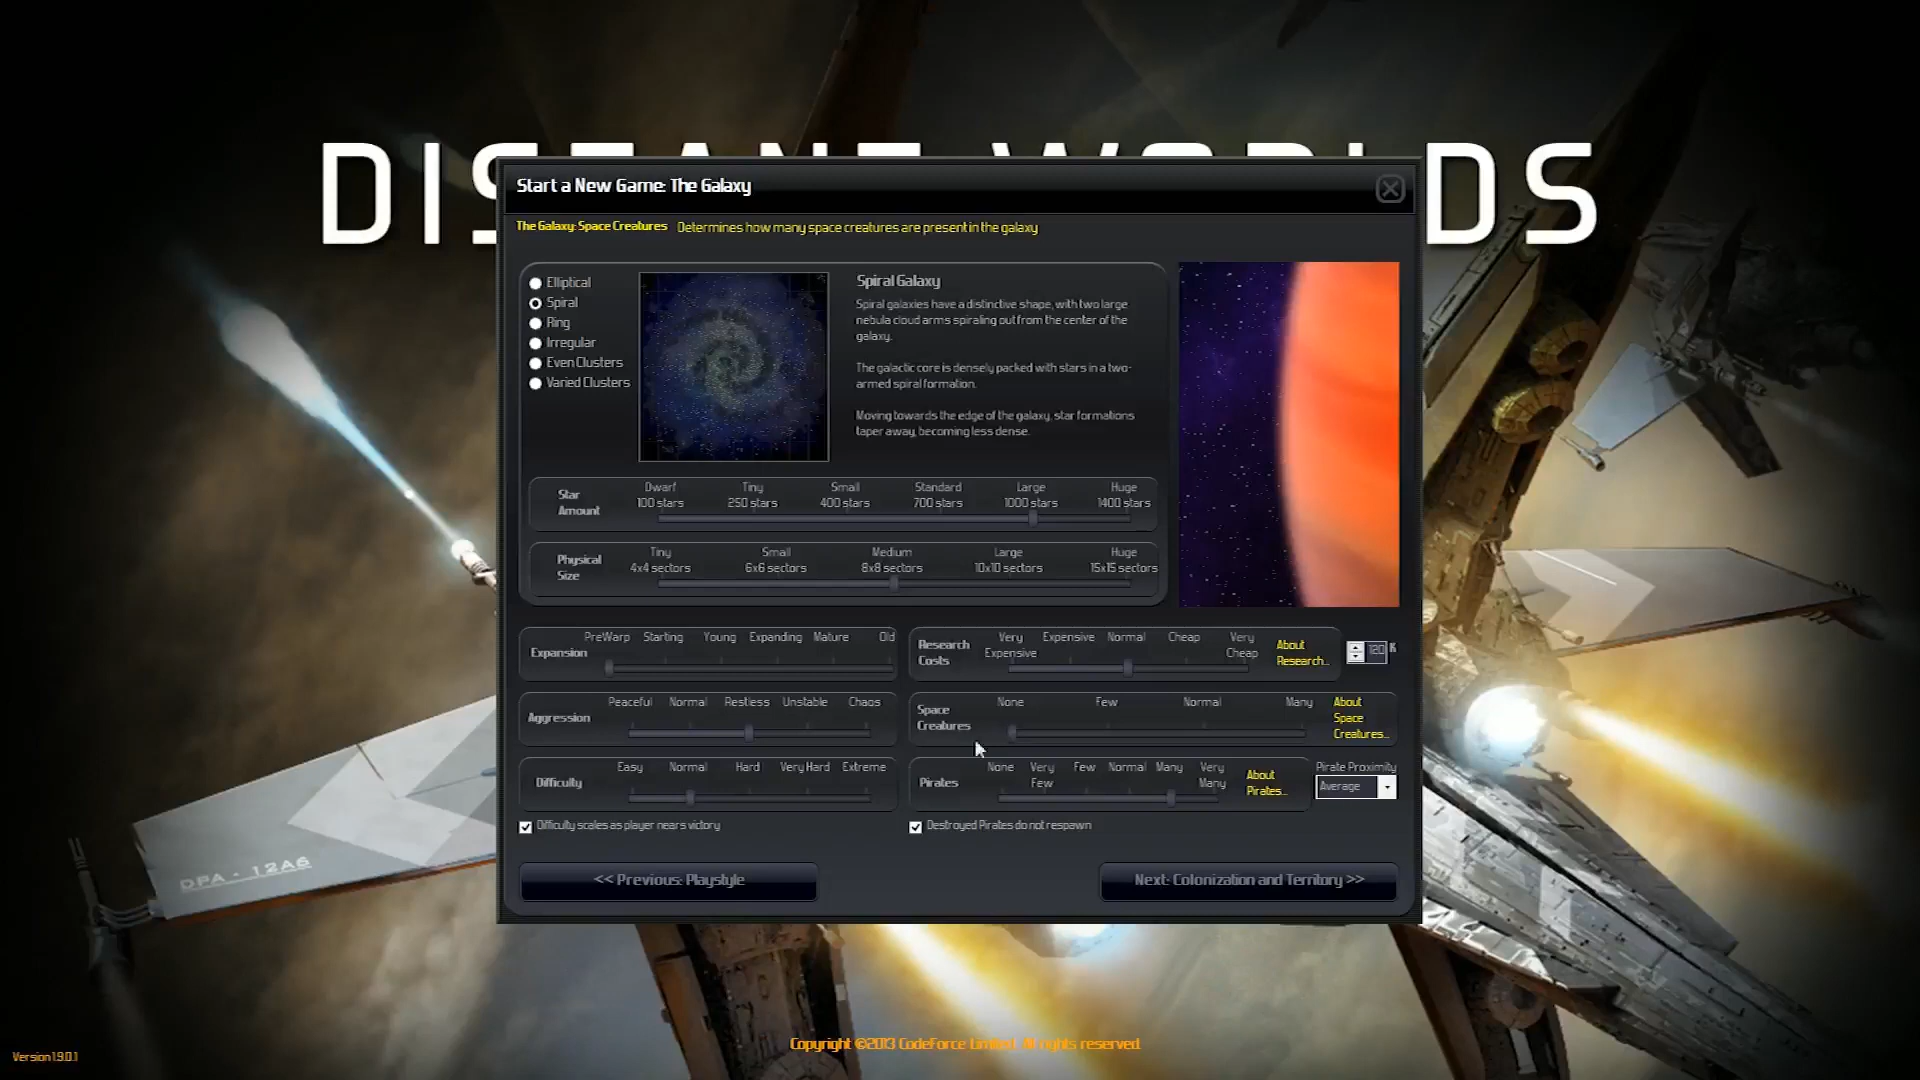 DISTANT WORLDS
Start a New Game: The Galaxy
The Galaxy: Space Creatures Determines how many space creatures are present in the galaxy
Elliptical
Spiral
Ring
Irregular
Even Clusters
Varied Clusters
Spiral Galaxy
Spiral galaxies have a distinctive shape, with two large
nebula cloud arms spiraling out from the center of the
galaxy.
The galactic core is densely packed with stars in a two-
armed spiral formation.
Moving towards the edge of the galaxy, star formations
taper away, becoming less dense.
Star
Amount
Dwarf Tiny Small Standard Large Huge
100 stars 250 stars 400 stars 700 stars 1000 stars 1400 stars
Physical
Size
Tiny Small Medium Large Huge
4x4 sectors 6x6 sectors 8x8 sectors 10x10 sectors 15x15 sectors
Expansion
PreWarp Starting Young Expanding Mature Old
Research
Costs
Very Expensive Normal Cheap Very
Expensive Cheap
About
Research...
120 K
Aggression
Peaceful Normal Restless Unstable Chaos
Space
Creatures
None Few Normal Many
About
Space
Creatures...
Difficulty
Easy Normal Hard Very Hard Extreme
Pirates
None Very Few Normal Many Very
Few Many
About
Pirates...
Pirate Proximity
Average
Difficulty scales as player nears victory
Destroyed Pirates do not respawn
<< Previous: Playstyle
Next: Colonization and Territory >>
DPA - 12A6
Version 1.9.0.1
Copyright ©2013 CodeForce Limited. All rights reserved.